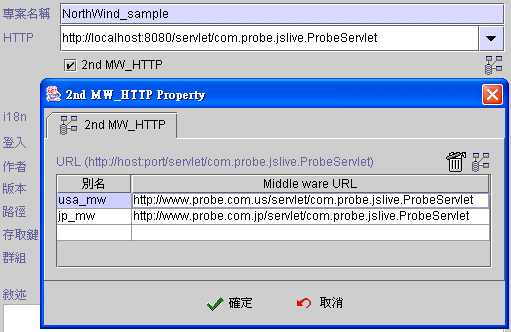 專案名稱 NorthWind_sample
HTTP http://localhost:8080/servlet/com.probe.jslive.ProbeServlet
2nd MW_HTTP
i18n
登入
作者
版本
路徑
存取鍵
群組
敘述
2nd MW_HTTP Property
2nd MW_HTTP
URL (http://host:port/servlet/com.probe.jslive.ProbeServlet)
別名 Middle ware URL
usa_mw http://www.probe.com.us/servlet/com.probe.jslive.ProbeServlet
jp_mw http://www.probe.com.jp/servlet/com.probe.jslive.ProbeServlet
確定 取消